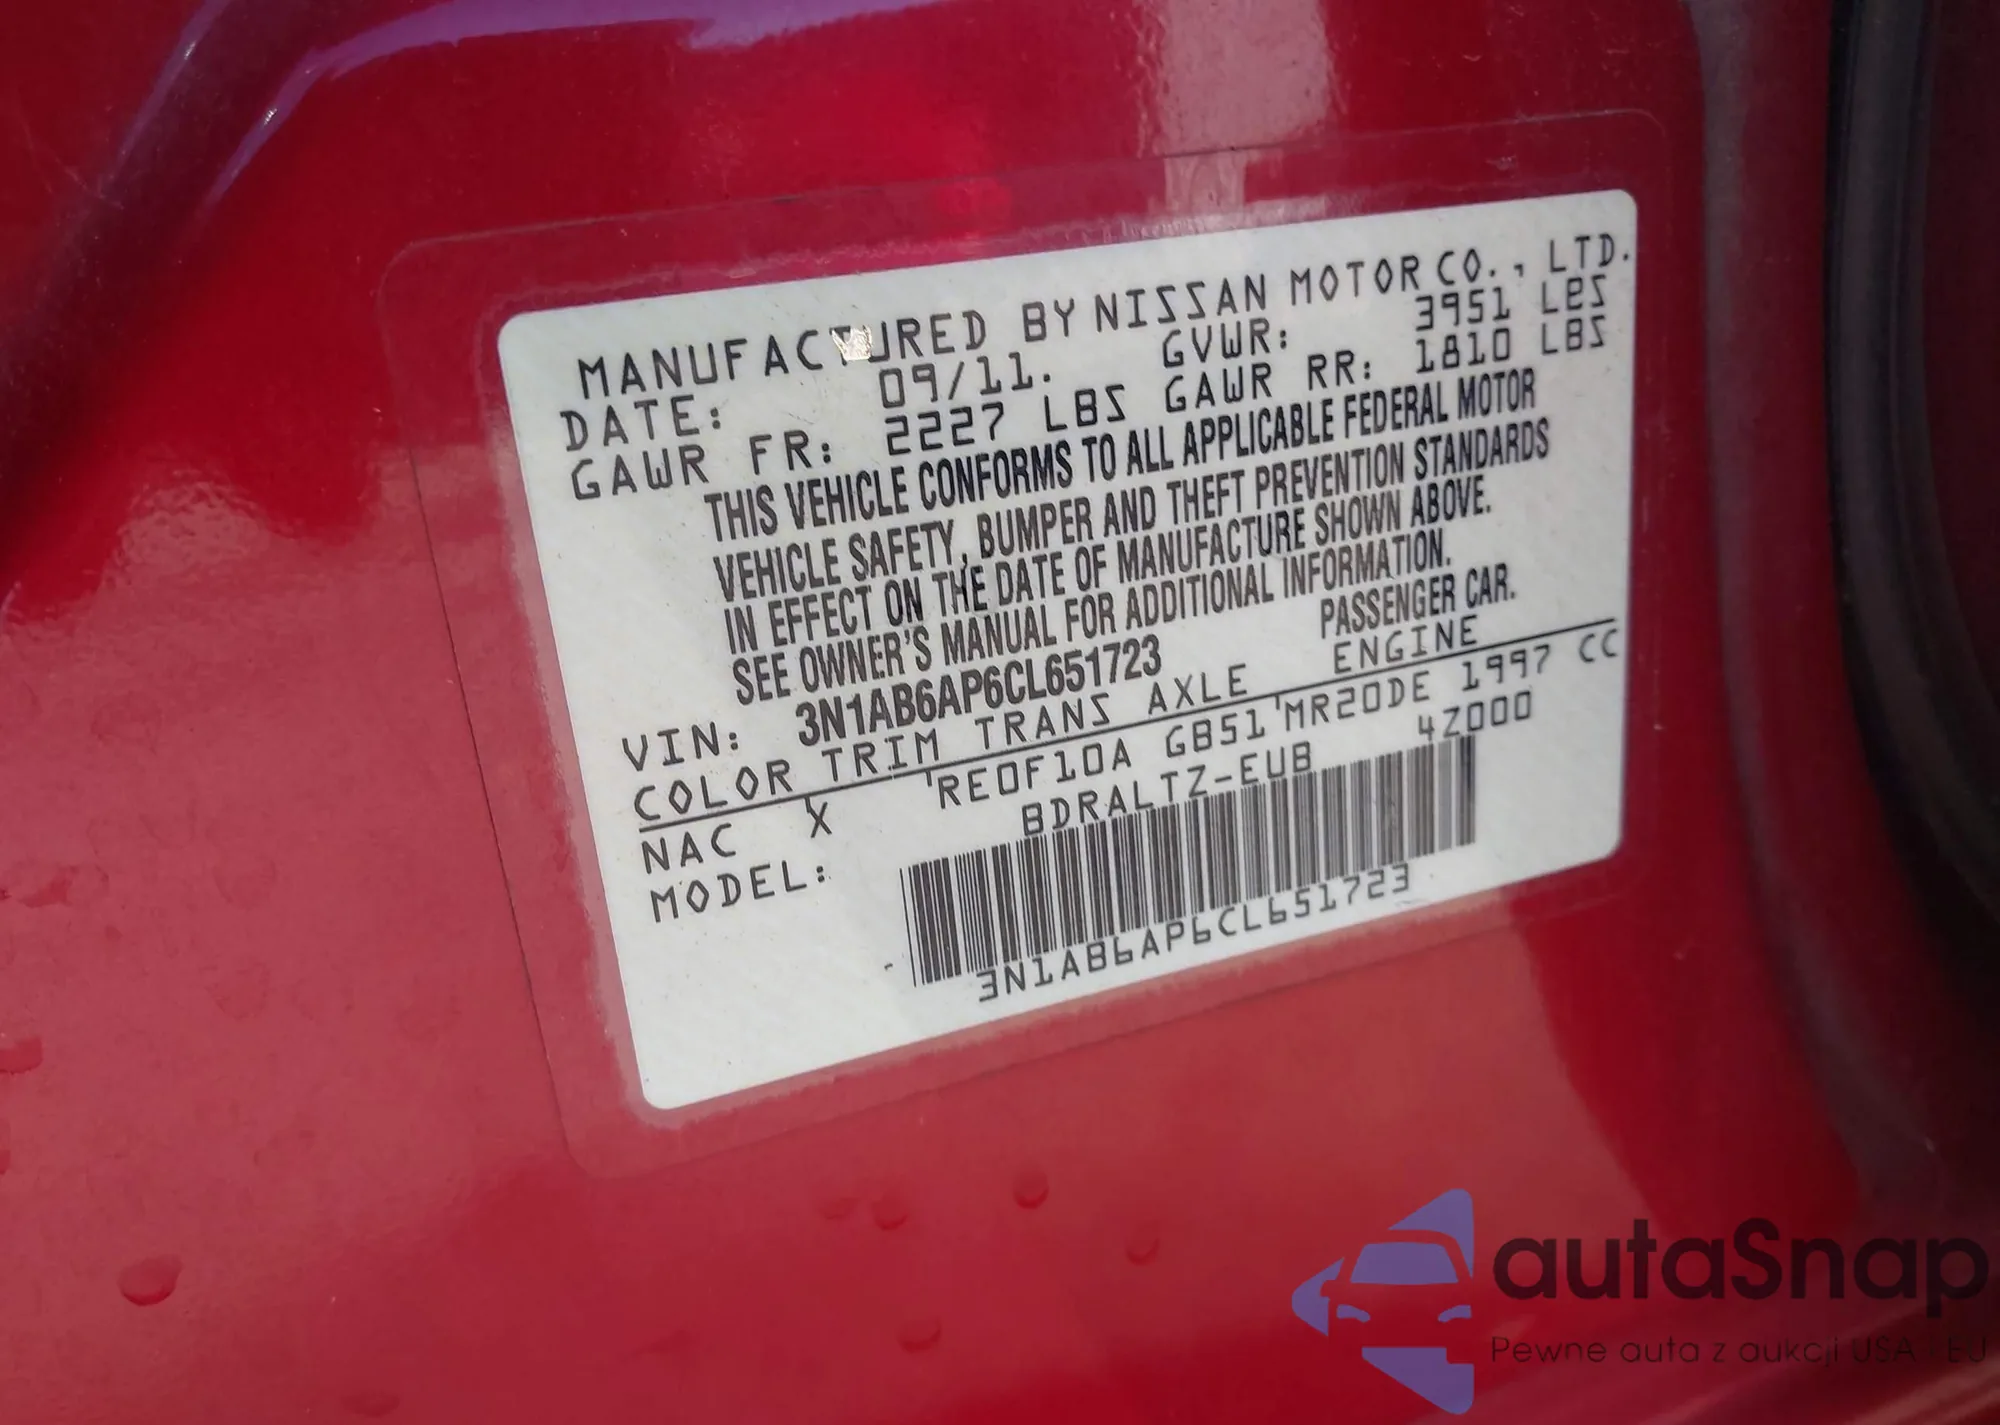 MANUFACTURED BY NISSAN MOTOR CO., LTD.
DATE: 09/11. GVWR: 3951 LBS
GAWR FR: 2227 LBS GAWR RR: 1810 LBS
THIS VEHICLE CONFORMS TO ALL APPLICABLE FEDERAL MOTOR
VEHICLE SAFETY, BUMPER AND THEFT PREVENTION STANDARDS
IN EFFECT ON THE DATE OF MANUFACTURE SHOWN ABOVE.
SEE OWNER'S MANUAL FOR ADDITIONAL INFORMATION.
VIN: 3N1AB6AP6CL651723 PASSENGER CAR.
COLOR TRIM TRANS AXLE ENGINE
NAC X RE0F10A GB51 MR20DE 1997 CC
MODEL: BDRALTZ-EUB 4Z000
3N1AB6AP6CL651723
autaSnap
Pewne auta z aukcji USA i EU